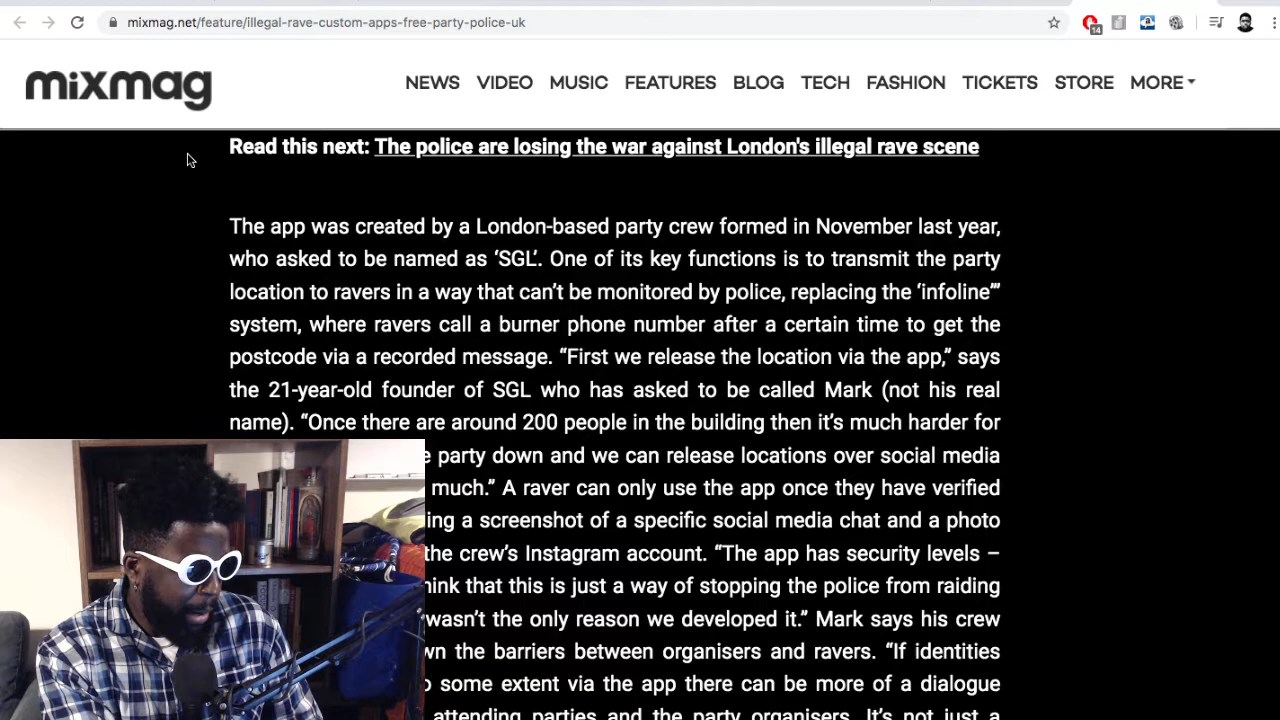 mixmag.net/feature/illegal-rave-custom-apps-free-party-police-uk
14
mixmag
NEWS VIDEO MUSIC FEATURES BLOG TECH FASHION TICKETS STORE MORE
Read this next: The police are losing the war against London's illegal rave scene
The app was created by a London-based party crew formed in November last year,
who asked to be named as ‘SGL’. One of its key functions is to transmit the party
location to ravers in a way that can’t be monitored by police, replacing the ‘infoline’”
system, where ravers call a burner phone number after a certain time to get the
postcode via a recorded message. “First we release the location via the app,” says
the 21-year-old founder of SGL who has asked to be called Mark (not his real
name). “Once there are around 200 people in the building then it’s much harder for
party down and we can release locations over social media
much.” A raver can only use the app once they have verified
a screenshot of a specific social media chat and a photo
the crew’s Instagram account. “The app has security levels –
that this is just a way of stopping the police from raiding
wasn’t the only reason we developed it.” Mark says his crew
the barriers between organisers and ravers. “If identities
some extent via the app there can be more of a dialogue
attending parties and the party organisers. It’s not just a